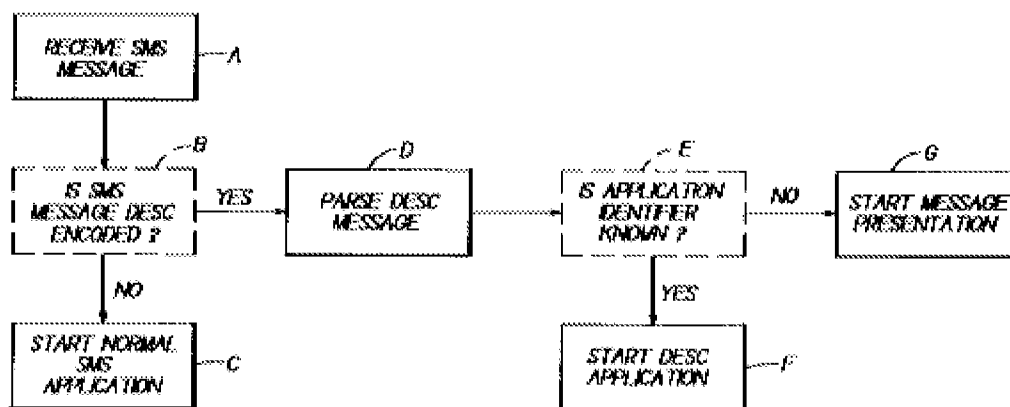 RECEIVE SMS
MESSAGE
A
B
IS SMS
MESSAGE DESC
ENCODED ?
YES
D
PARSE DESC
MESSAGE
E
IS APPLICATION
IDENTIFIER
KNOWN ?
NO
G
START MESSAGE
PRESENTATION
NO
YES
START NORMAL
SMS
APPLICATION
C
START DESC
APPLICATION
F